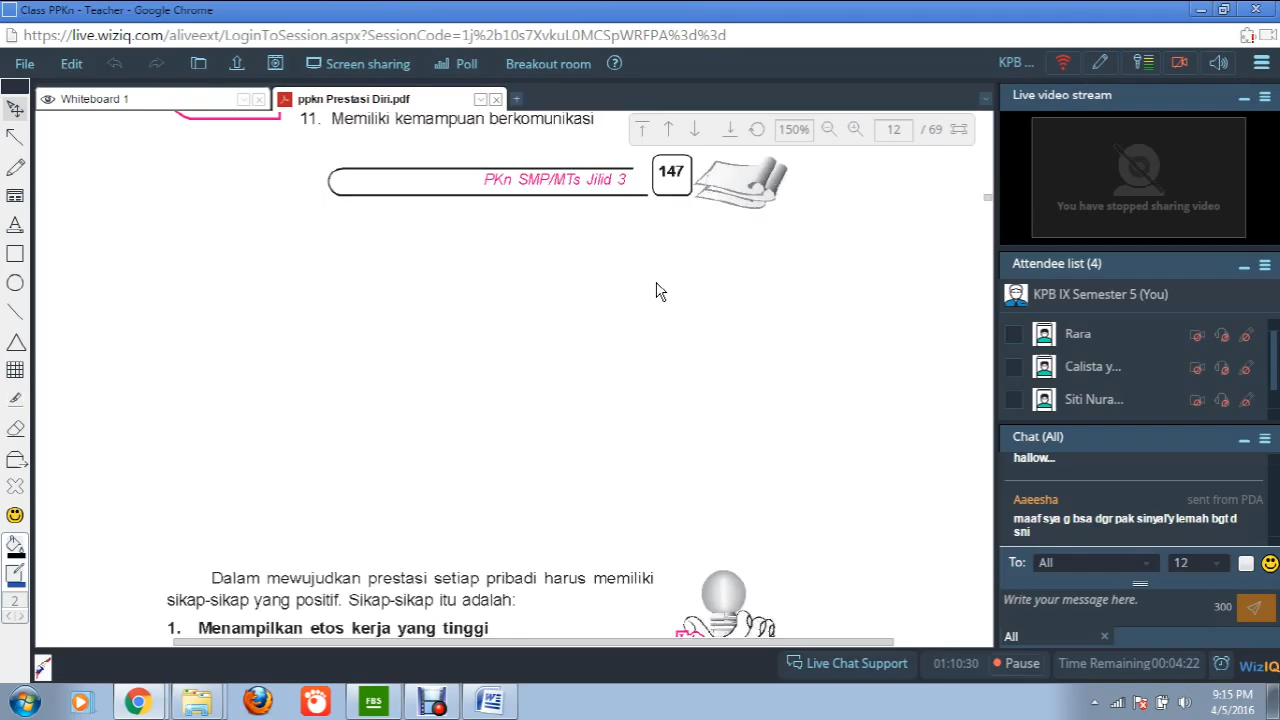 Class PPKn - Teacher - Google Chrome
https://live.wiziq.com/aliveext/LoginToSession.aspx?SessionCode=1j%2b10s7XvkuL0MCSpWRFPA%3d%3d
File Edit Screen sharing Poll Breakout room KPB ...
Whiteboard 1 ppkn Prestasi Diri.pdf
11. Memiliki kemampuan berkomunikasi
150% 12 / 69
PKn SMP/MTs Jilid 3 147
Dalam mewujudkan prestasi setiap pribadi harus memiliki
sikap-sikap yang positif. Sikap-sikap itu adalah:
1. Menampilkan etos kerja yang tinggi
2
Live video stream
You have stopped sharing video
Attendee list (4)
KPB IX Semester 5 (You)
Rara
Calista y...
Siti Nura...
Chat (All)
hallow...
Aaeesha sent from PDA
maaf sya g bsa dgr pak sinyal'y lemah bgt d
sni
To: All 12
Write your message here. 300
All
Live Chat Support 01:10:30 Pause Time Remaining 00:04:22 WizIQ
FBS
9:15 PM
4/5/2016